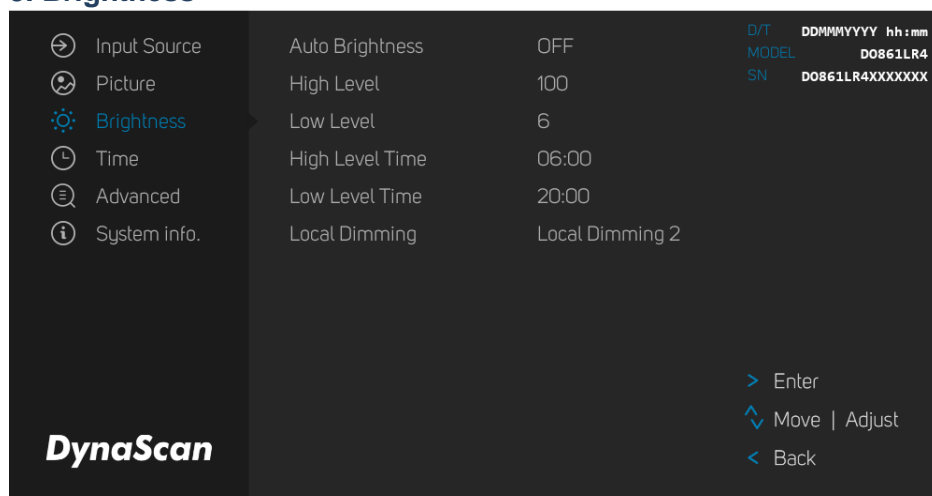 Input Source
Picture
Brightness
Time
Advanced
System info.
DynaScan
Auto Brightness OFF
High Level 100
Low Level 6
High Level Time 06:00
Low Level Time 20:00
Local Dimming Local Dimming 2
D/T DDMMMYYYY hh:mm
MODEL DO861LR4
SN DO861LR4XXXXXXX
> Enter
Move | Adjust
< Back